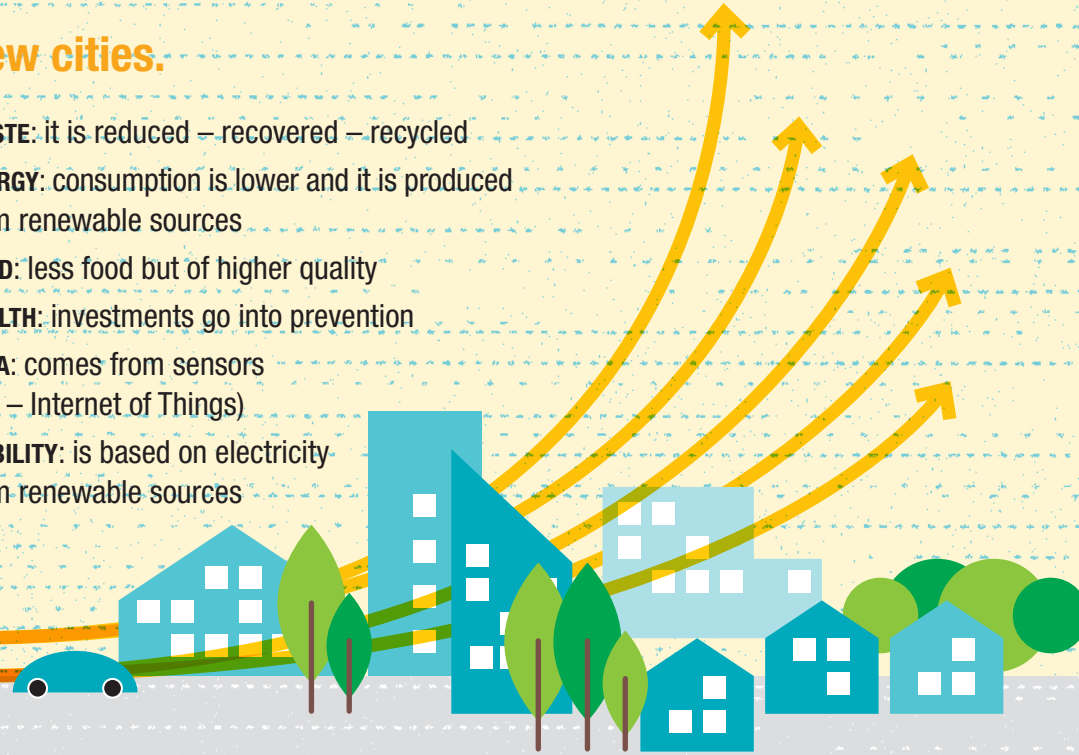 ew cities.
STE: it is reduced – recovered – recycled
RGY: consumption is lower and it is produced
m renewable sources
D: less food but of higher quality
LTH: investments go into prevention
A: comes from sensors
– Internet of Things)
BILITY: is based on electricity
m renewable sources